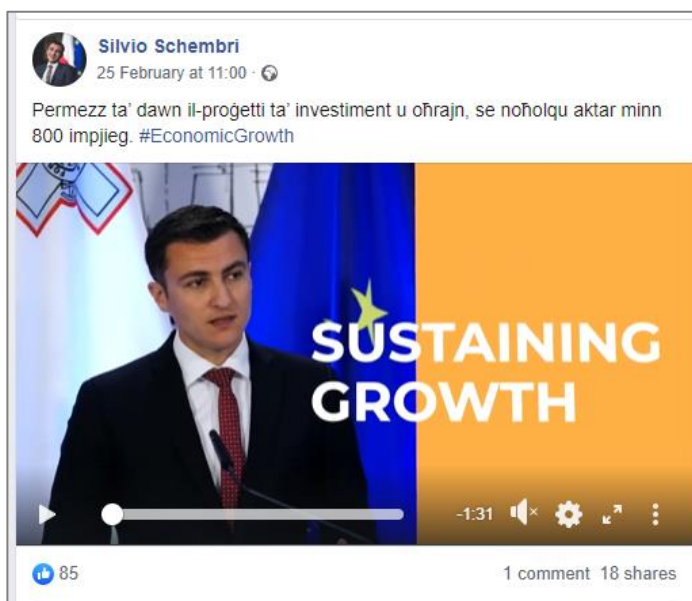 Silvio Schembri
25 February at 11:00 ·
Permezz ta' dawn il-proġetti ta' investiment u oħrajn, se noħolqu aktar minn
800 impjieg. #EconomicGrowth
SUSTAINING
GROWTH
-1:31
85
1 comment 18 shares